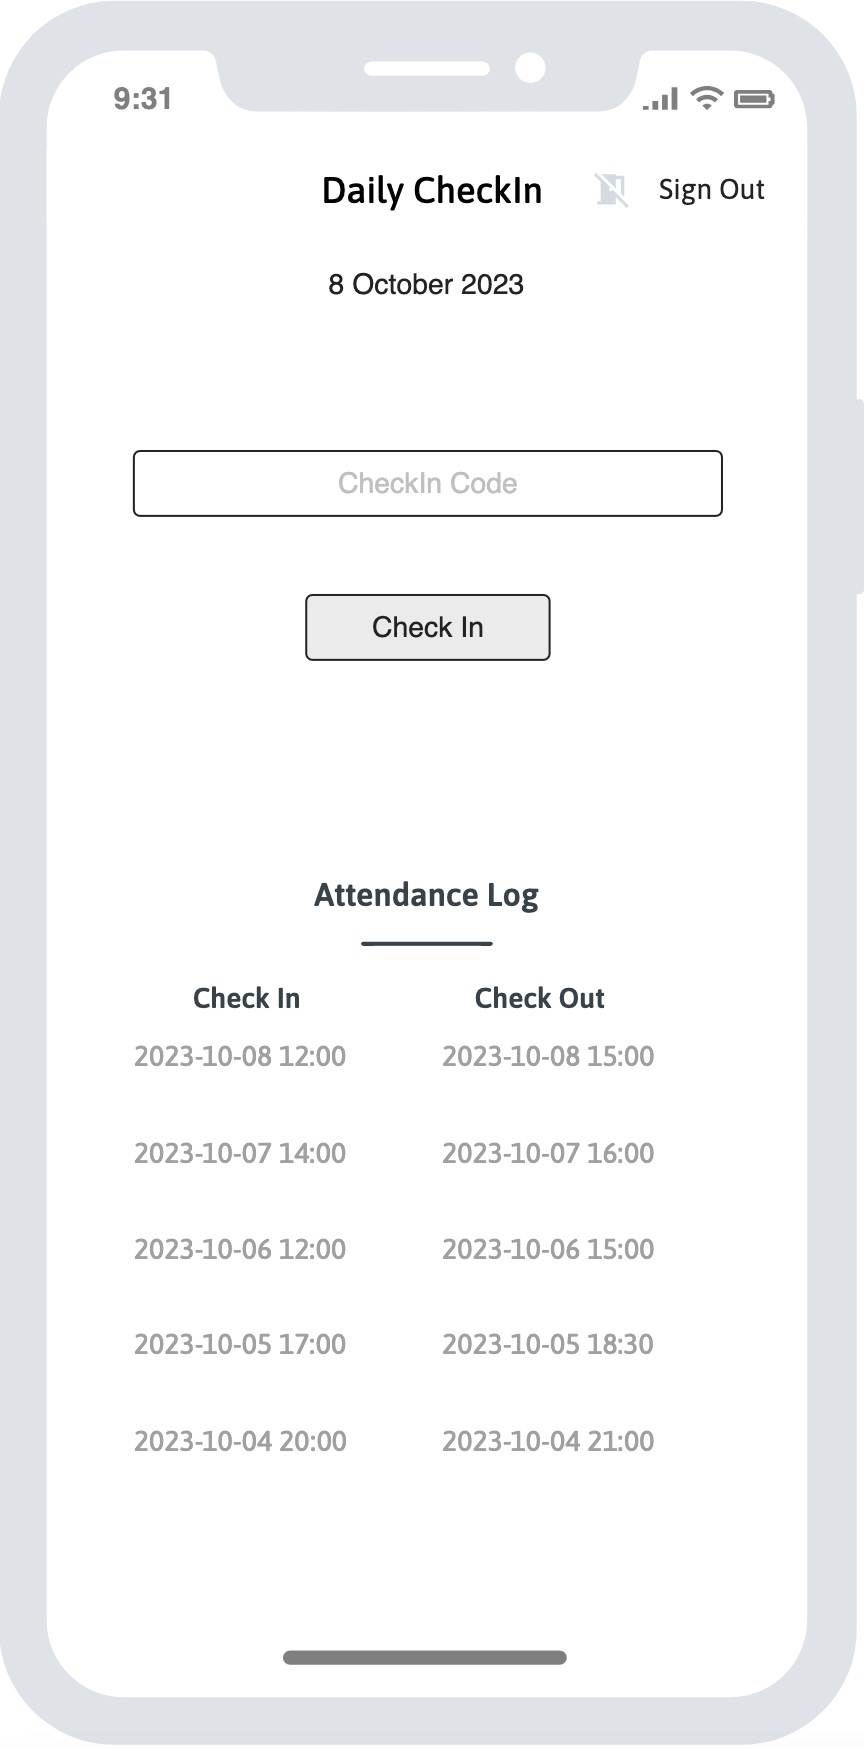 9:31
Daily CheckIn Sign Out
8 October 2023
CheckIn Code
Check In
Attendance Log
Check In Check Out
2023-10-08 12:00 2023-10-08 15:00
2023-10-07 14:00 2023-10-07 16:00
2023-10-06 12:00 2023-10-06 15:00
2023-10-05 17:00 2023-10-05 18:30
2023-10-04 20:00 2023-10-04 21:00